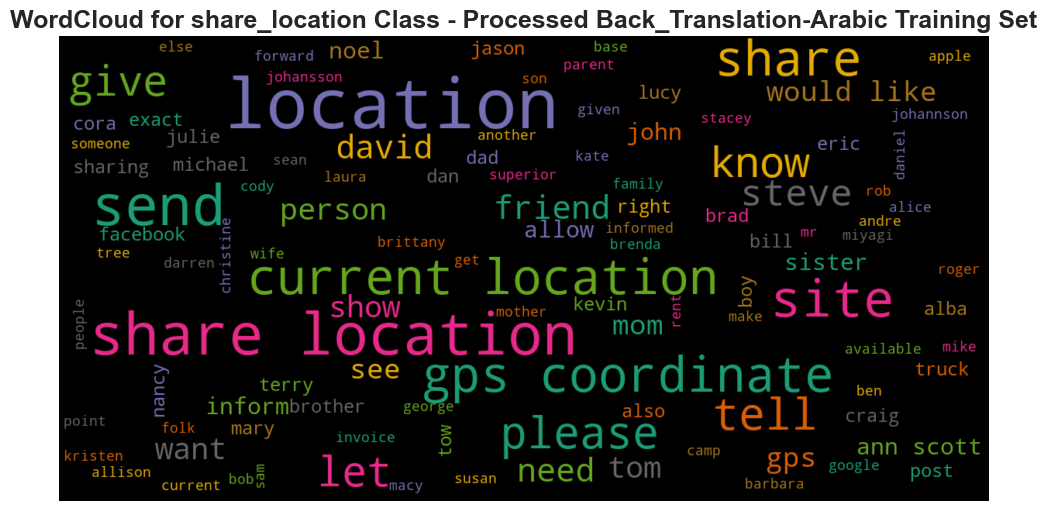 WordCloud for share_location Class - Processed Back_Translation-Arabic Training Set
else forward noel jason base parent share apple
give johansson location son given lucy would like
cora exact julie david another john stacey johannson
someone sharing michael sean dad kate know eric daniel
laura dan superior family steve rob alice
send cody person friend right brad andre
facebook christine allow informed bill mr miyagi
tree darren wife brittany brenda sister
current location get roger
people show kevin rent boy site alba
share location mother mom make
see gps coordinate available mike
nancy terry truck ben
point inform brother george also tell craig
folk mary tow please ann scott
kristen want invoice camp gps google post
allison current bob sam let macy susan need tom barbara